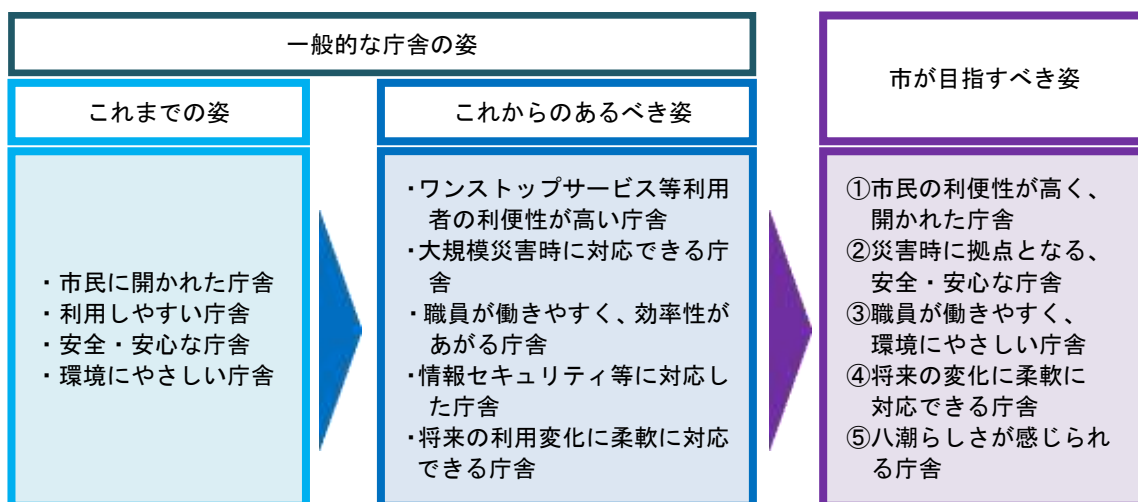 一般的な庁舎の姿
これまでの姿
・市民に開かれた庁舎
・利用しやすい庁舎
・安全・安心な庁舎
・環境にやさしい庁舎
これからのあるべき姿
・ワンストップサービス等利用
者の利便性が高い庁舎
・大規模災害時に対応できる庁
舎
・職員が働きやすく、効率性が
あがる庁舎
・情報セキュリティ等に対応し
た庁舎
・将来の利用変化に柔軟に対応
できる庁舎
市が目指すべき姿
①市民の利便性が高く、
開かれた庁舎
②災害時に拠点となる、
安全・安心な庁舎
③職員が働きやすく、
環境にやさしい庁舎
④将来の変化に柔軟に
対応できる庁舎
⑤八潮らしさが感じられ
る庁舎